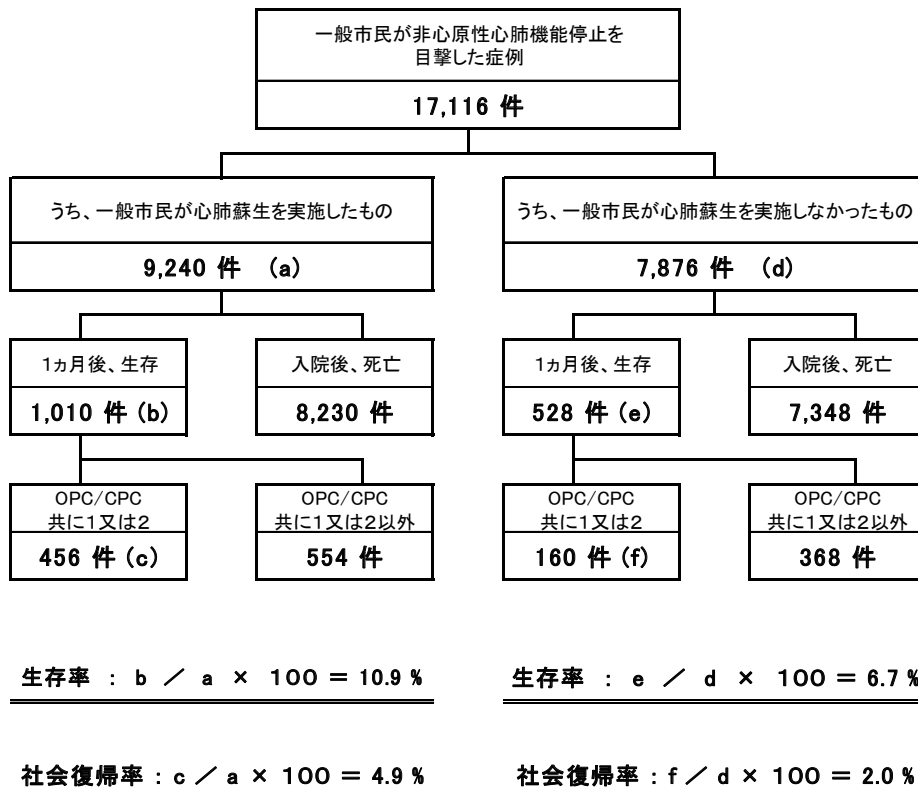 一般市民が非心原性心肺機能停止を
目撃した症例
17,116 件
うち、一般市民が心肺蘇生を実施したもの
9,240 件 (a)
うち、一般市民が心肺蘇生を実施しなかったもの
7,876 件 (d)
1ヵ月後、生存
1,010 件 (b)
入院後、死亡
8,230 件
1ヵ月後、生存
528 件 (e)
入院後、死亡
7,348 件
OPC/CPC
共に1又は2
456 件 (c)
OPC/CPC
共に1又は2以外
554 件
OPC/CPC
共に1又は2
160 件 (f)
OPC/CPC
共に1又は2以外
368 件
生存率 : b / a × 100 = 10.9 %
生存率 : e / d × 100 = 6.7 %
社会復帰率 : c / a × 100 = 4.9 %
社会復帰率 : f / d × 100 = 2.0 %